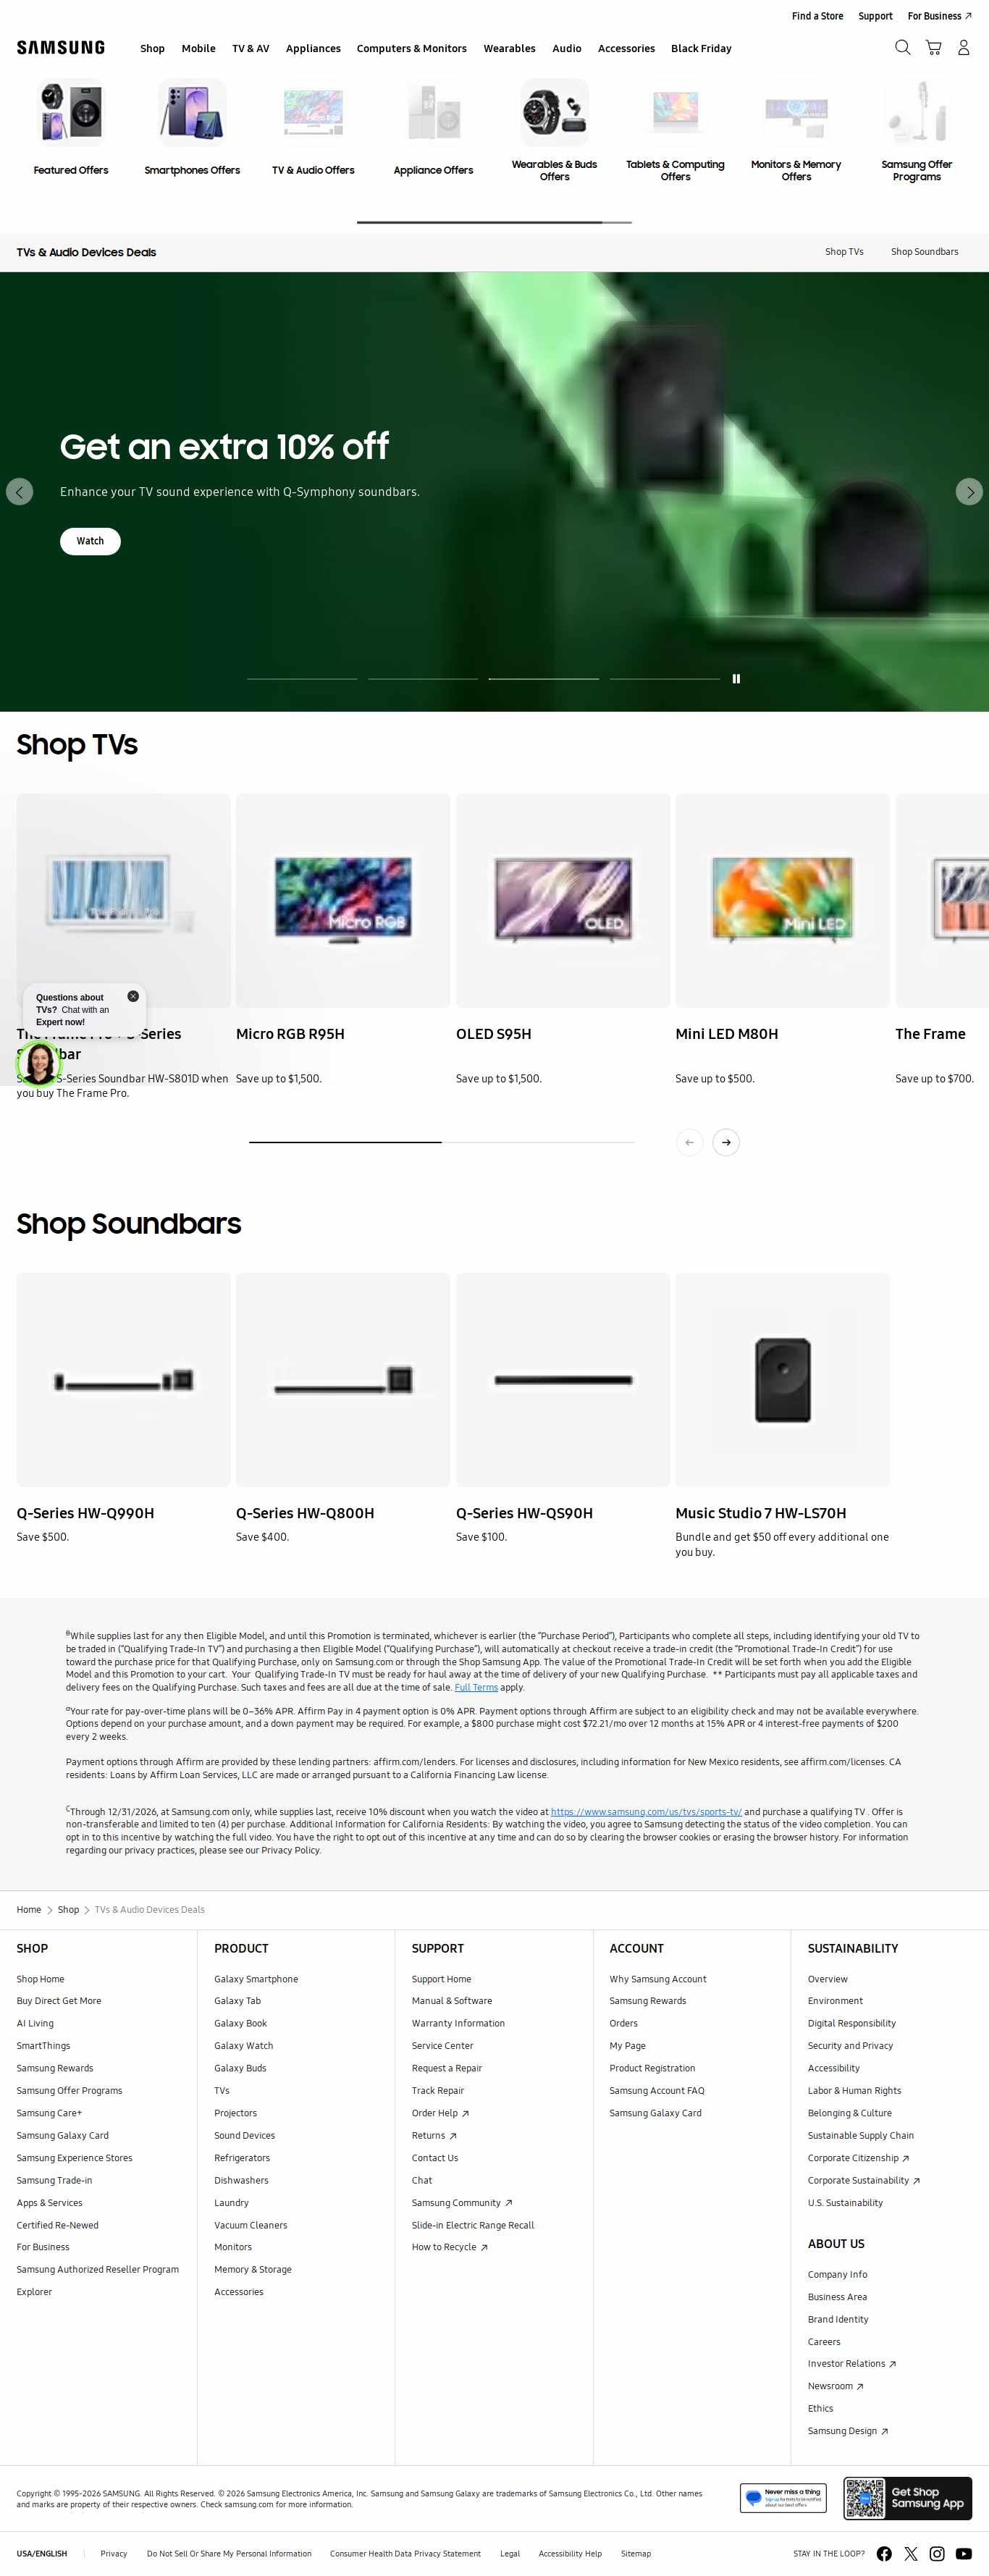 Find a Store Support For Business
SAMSUNG Shop Mobile TV & AV Appliances Computers & Monitors Wearables Audio Accessories Black Friday
Featured Offers
Smartphones Offers
TV & Audio Offers
Appliance Offers
Wearables & Buds
Offers
Tablets & Computing
Offers
Monitors & Memory
Offers
Samsung Offer
Programs
TVs & Audio Devices Deals
Shop TVs Shop Soundbars
Get an extra 10% off
Enhance your TV sound experience with Q-Symphony soundbars.
Watch
Shop TVs
Micro RGB
OLED
Mini LED
Questions about
TVs? Chat with an
Expert now!
S-Series Soundbar HW-S801D when
you buy The Frame Pro.
Micro RGB R95H
Save up to $1,500.
OLED S95H
Save up to $1,500.
Mini LED M80H
Save up to $500.
The Frame
Save up to $700.
Shop Soundbars
Q-Series HW-Q990H
Save $500.
Q-Series HW-Q800H
Save $400.
Q-Series HW-QS90H
Save $100.
Music Studio 7 HW-LS70H
Bundle and get $50 off every additional one
you buy.
While supplies last for any then Eligible Model, and until this Promotion is terminated, whichever is earlier (the “Purchase Period”), Participants who complete all steps, including identifying your old TV to
be traded in (“Qualifying Trade-In TV”) and purchasing a then Eligible Model (“Qualifying Purchase”), will automatically at checkout receive a trade-in credit (the “Promotional Trade-In Credit”) for use
toward the purchase price for that Qualifying Purchase, only on Samsung.com or through the Shop Samsung App. The value of the Promotional Trade-In Credit will be set forth when you add the Eligible
Model and this Promotion to your cart. Your Qualifying Trade-In TV must be ready for haul away at the time of delivery of your new Qualifying Purchase. ** Participants must pay all applicable taxes and
delivery fees on the Qualifying Purchase. Such taxes and fees are all due at the time of sale. Full Terms apply.
Your rate for pay-over-time plans will be 0–36% APR. Affirm Pay in 4 payment option is 0% APR. Payment options through Affirm are subject to an eligibility check and may not be available everywhere.
Options depend on your purchase amount, and a down payment may be required. For example, a $800 purchase might cost $72.21/mo over 12 months at 15% APR or 4 interest-free payments of $200
every 2 weeks.
Payment options through Affirm are provided by these lending partners: affirm.com/lenders. For licenses and disclosures, including information for New Mexico residents, see affirm.com/licenses. CA
residents: Loans by Affirm Loan Services, LLC are made or arranged pursuant to a California Financing Law license.
CThrough 12/31/2026, at Samsung.com only, while supplies last, receive 10% discount when you watch the video at https://www.samsung.com/us/tvs/sports-tv/ and purchase a qualifying TV . Offer is
non-transferable and limited to ten (4) per purchase. Additional Information for California Residents: By watching the video, you agree to Samsung detecting the status of the video completion. You can
opt in to this incentive by watching the full video. You have the right to opt out of this incentive at any time and can do so by clearing the browser cookies or erasing the browser history. For information
regarding our privacy practices, please see our Privacy Policy.
Home Shop TVs & Audio Devices Deals
SHOP
Shop Home
Buy Direct Get More
AI Living
SmartThings
Samsung Rewards
Samsung Offer Programs
Samsung Care+
Samsung Galaxy Card
Samsung Experience Stores
Samsung Trade-in
Apps & Services
Certified Re-Newed
For Business
Samsung Authorized Reseller Program
Explorer
PRODUCT
Galaxy Smartphone
Galaxy Tab
Galaxy Book
Galaxy Watch
Galaxy Buds
TVs
Projectors
Sound Devices
Refrigerators
Dishwashers
Laundry
Vacuum Cleaners
Monitors
Memory & Storage
Accessories
SUPPORT
Support Home
Manual & Software
Warranty Information
Service Center
Request a Repair
Track Repair
Order Help
Returns
Contact Us
Chat
Samsung Community
Slide-in Electric Range Recall
How to Recycle
ACCOUNT
Why Samsung Account
Samsung Rewards
Orders
My Page
Product Registration
Samsung Account FAQ
Samsung Galaxy Card
SUSTAINABILITY
Overview
Environment
Digital Responsibility
Security and Privacy
Accessibility
Labor & Human Rights
Belonging & Culture
Sustainable Supply Chain
Corporate Citizenship
Corporate Sustainability
U.S. Sustainability
ABOUT US
Company Info
Business Area
Brand Identity
Careers
Investor Relations
Newsroom
Ethics
Samsung Design
Copyright © 1995-2026 SAMSUNG. All Rights Reserved. © 2026 Samsung Electronics America, Inc. Samsung and Samsung Galaxy are trademarks of Samsung Electronics Co., Ltd. Other names
and marks are property of their respective owners. Check samsung.com for more information.
Never miss a thing
Sign up for texts to be notified
about our best offers
Get Shop
Samsung App
USA/ENGLISH Privacy Do Not Sell Or Share My Personal Information Consumer Health Data Privacy Statement Legal Accessibility Help Sitemap
STAY IN THE LOOP?